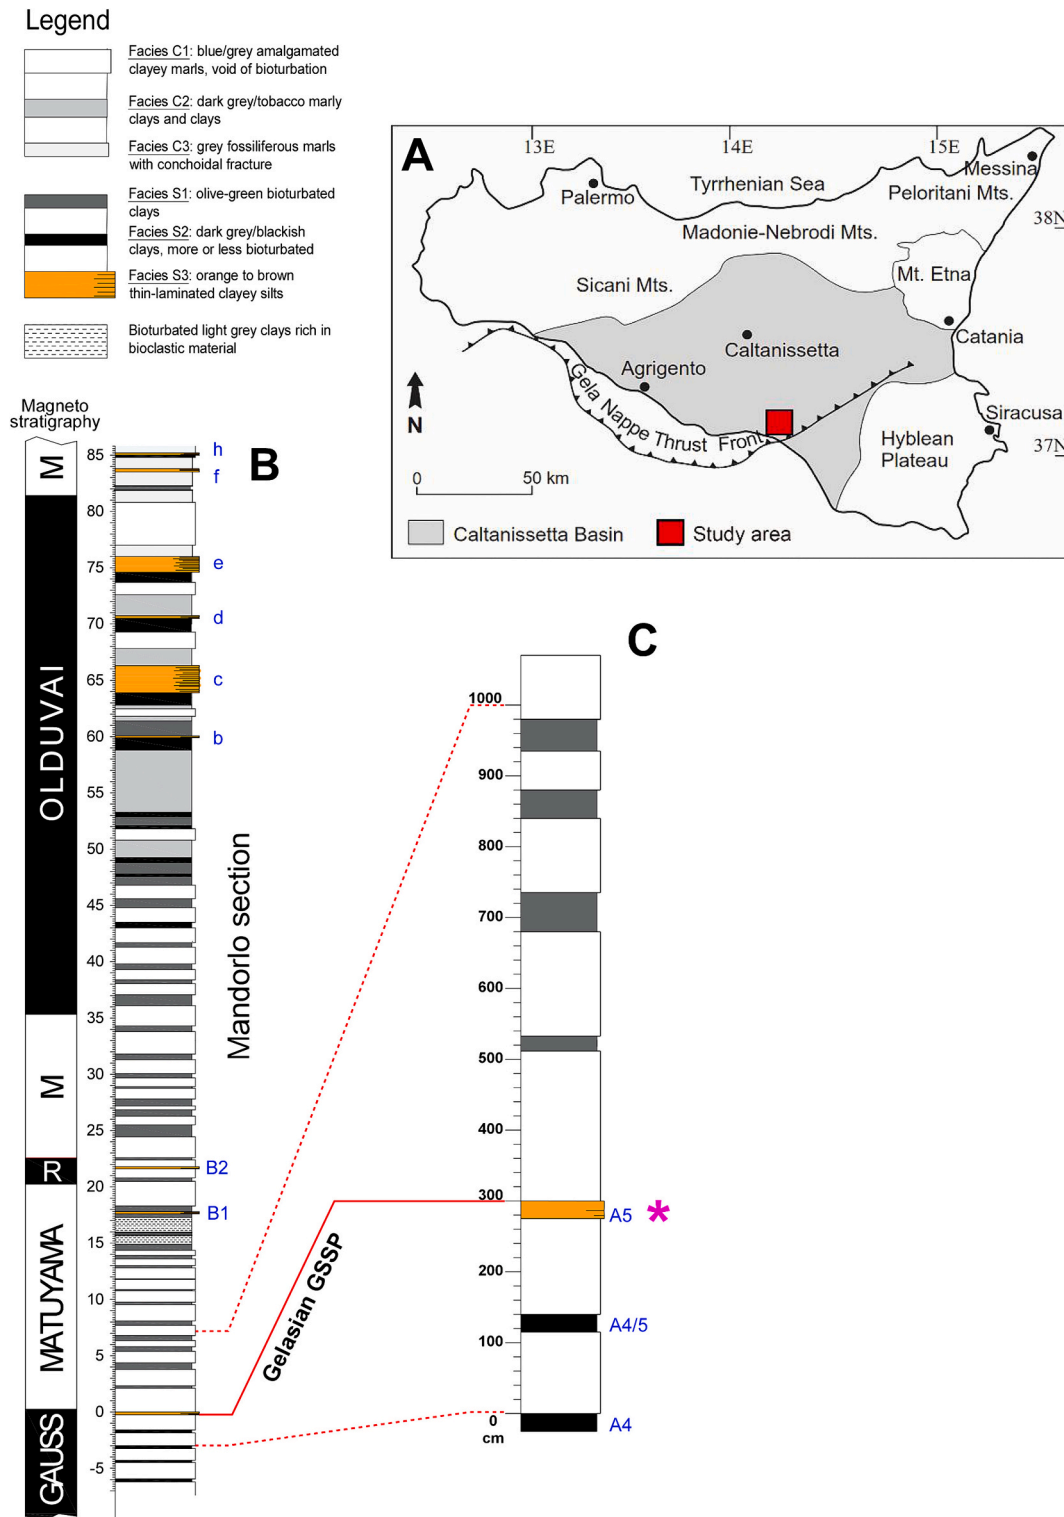 Legend
Facies C1: blue/grey amalgamated
clayey marls, void of bioturbation
Facies C2: dark grey/tobacco marly
clays and clays
Facies C3: grey fossiliferous marls
with conchoidal fracture
Facies S1: olive-green bioturbated
clays
Facies S2: dark grey/blackish
clays, more or less bioturbated
Facies S3: orange to brown
thin-laminated clayey silts
Bioturbated light grey clays rich in
bioclastic material
A
13E
14E
15E
Messina
Palermo
Tyrrhenian Sea
Peloritani Mts.
38N
Madonie-Nebrodi Mts.
Sicani Mts.
Mt. Etna
Catania
Caltanissetta
Agrigento
Gela Nappe Thrust Front
N
Siracusa
Hyblean
Plateau
37N
0
50 km
Caltanissetta Basin
Study area
Magneto
stratigraphy
B
M
OLDUVAI
M
R
MATUYAMA
GAUSS
85
80
75
70
65
60
55
50
45
40
35
30
25
20
15
10
5
0
-5
h
f
e
d
c
b
B2
B1
Mandorlo section
Gelasian GSSP
C
1000
900
800
700
600
500
400
300
200
100
0
cm
A5
*
A4/5
A4